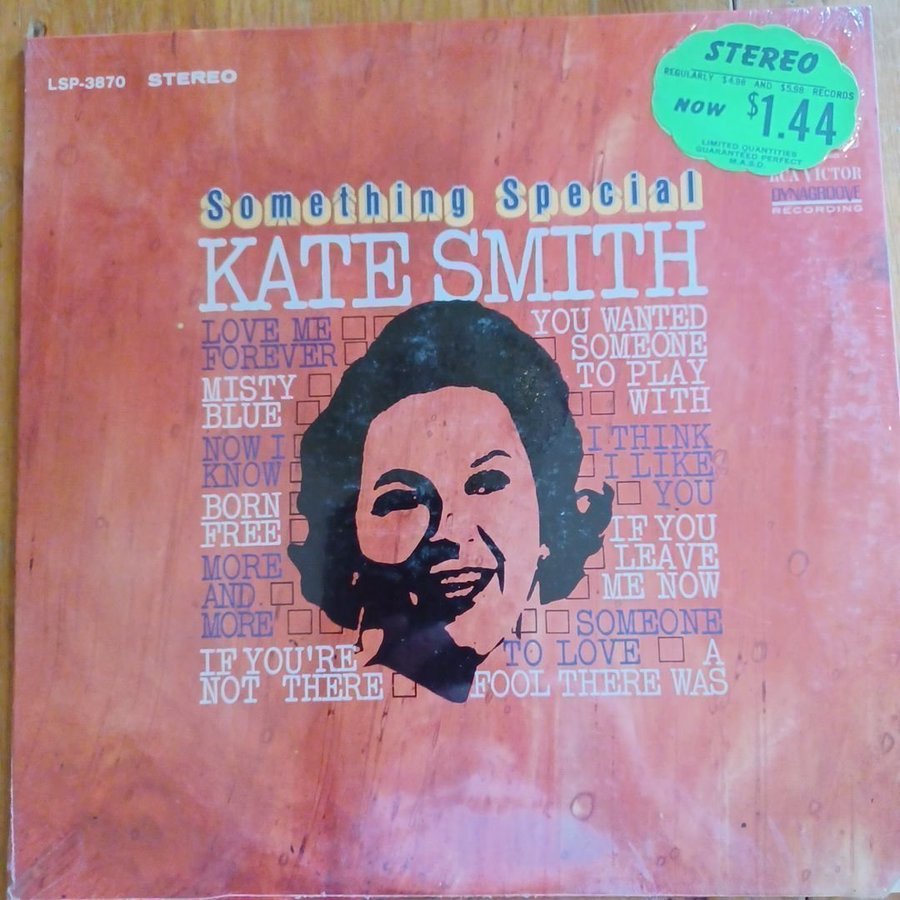 LSP-3870 STEREO
STEREO
REGULARLY $4.98 AND $5.98 RECORDS
NOW $1.44
LIMITED QUANTITIES
GUARANTEED PERFECT
M.A.S.D.
RCA VICTOR
DYNAGROOVE
RECORDING
Something Special
KATE SMITH
LOVE ME
FOREVER
MISTY
BLUE
NOW I
KNOW
BORN
FREE
MORE
AND
MORE
IF YOU'RE
NOT THERE
YOU WANTED
SOMEONE
TO PLAY
WITH
I THINK
I LIKE
YOU
IF YOU
LEAVE
ME NOW
SOMEONE
TO LOVE A
FOOL THERE WAS